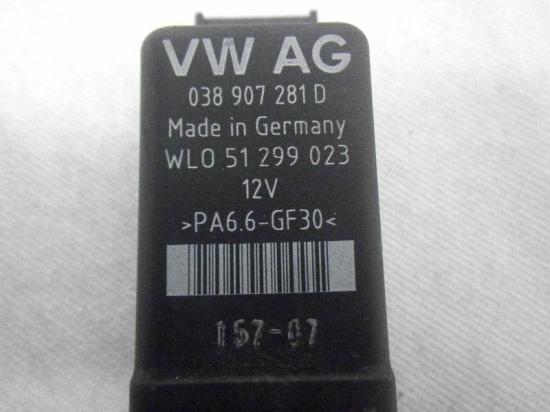 VW AG
038 907 281 D
Made in Germany
WLO 51 299 023
12V
>PA6.6-GF30<
157-07